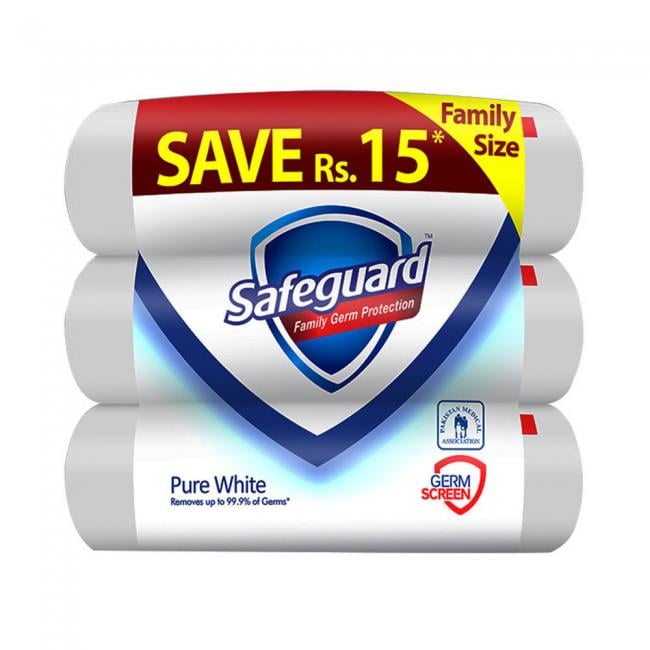 SAVE Rs. 15*
Family
Size
Safeguard™
Family Germ Protection
PAKISTAN MEDICAL
ASSOCIATION
Pure White
Removes up to 99.9% of Germs*
GERM
SCREEN